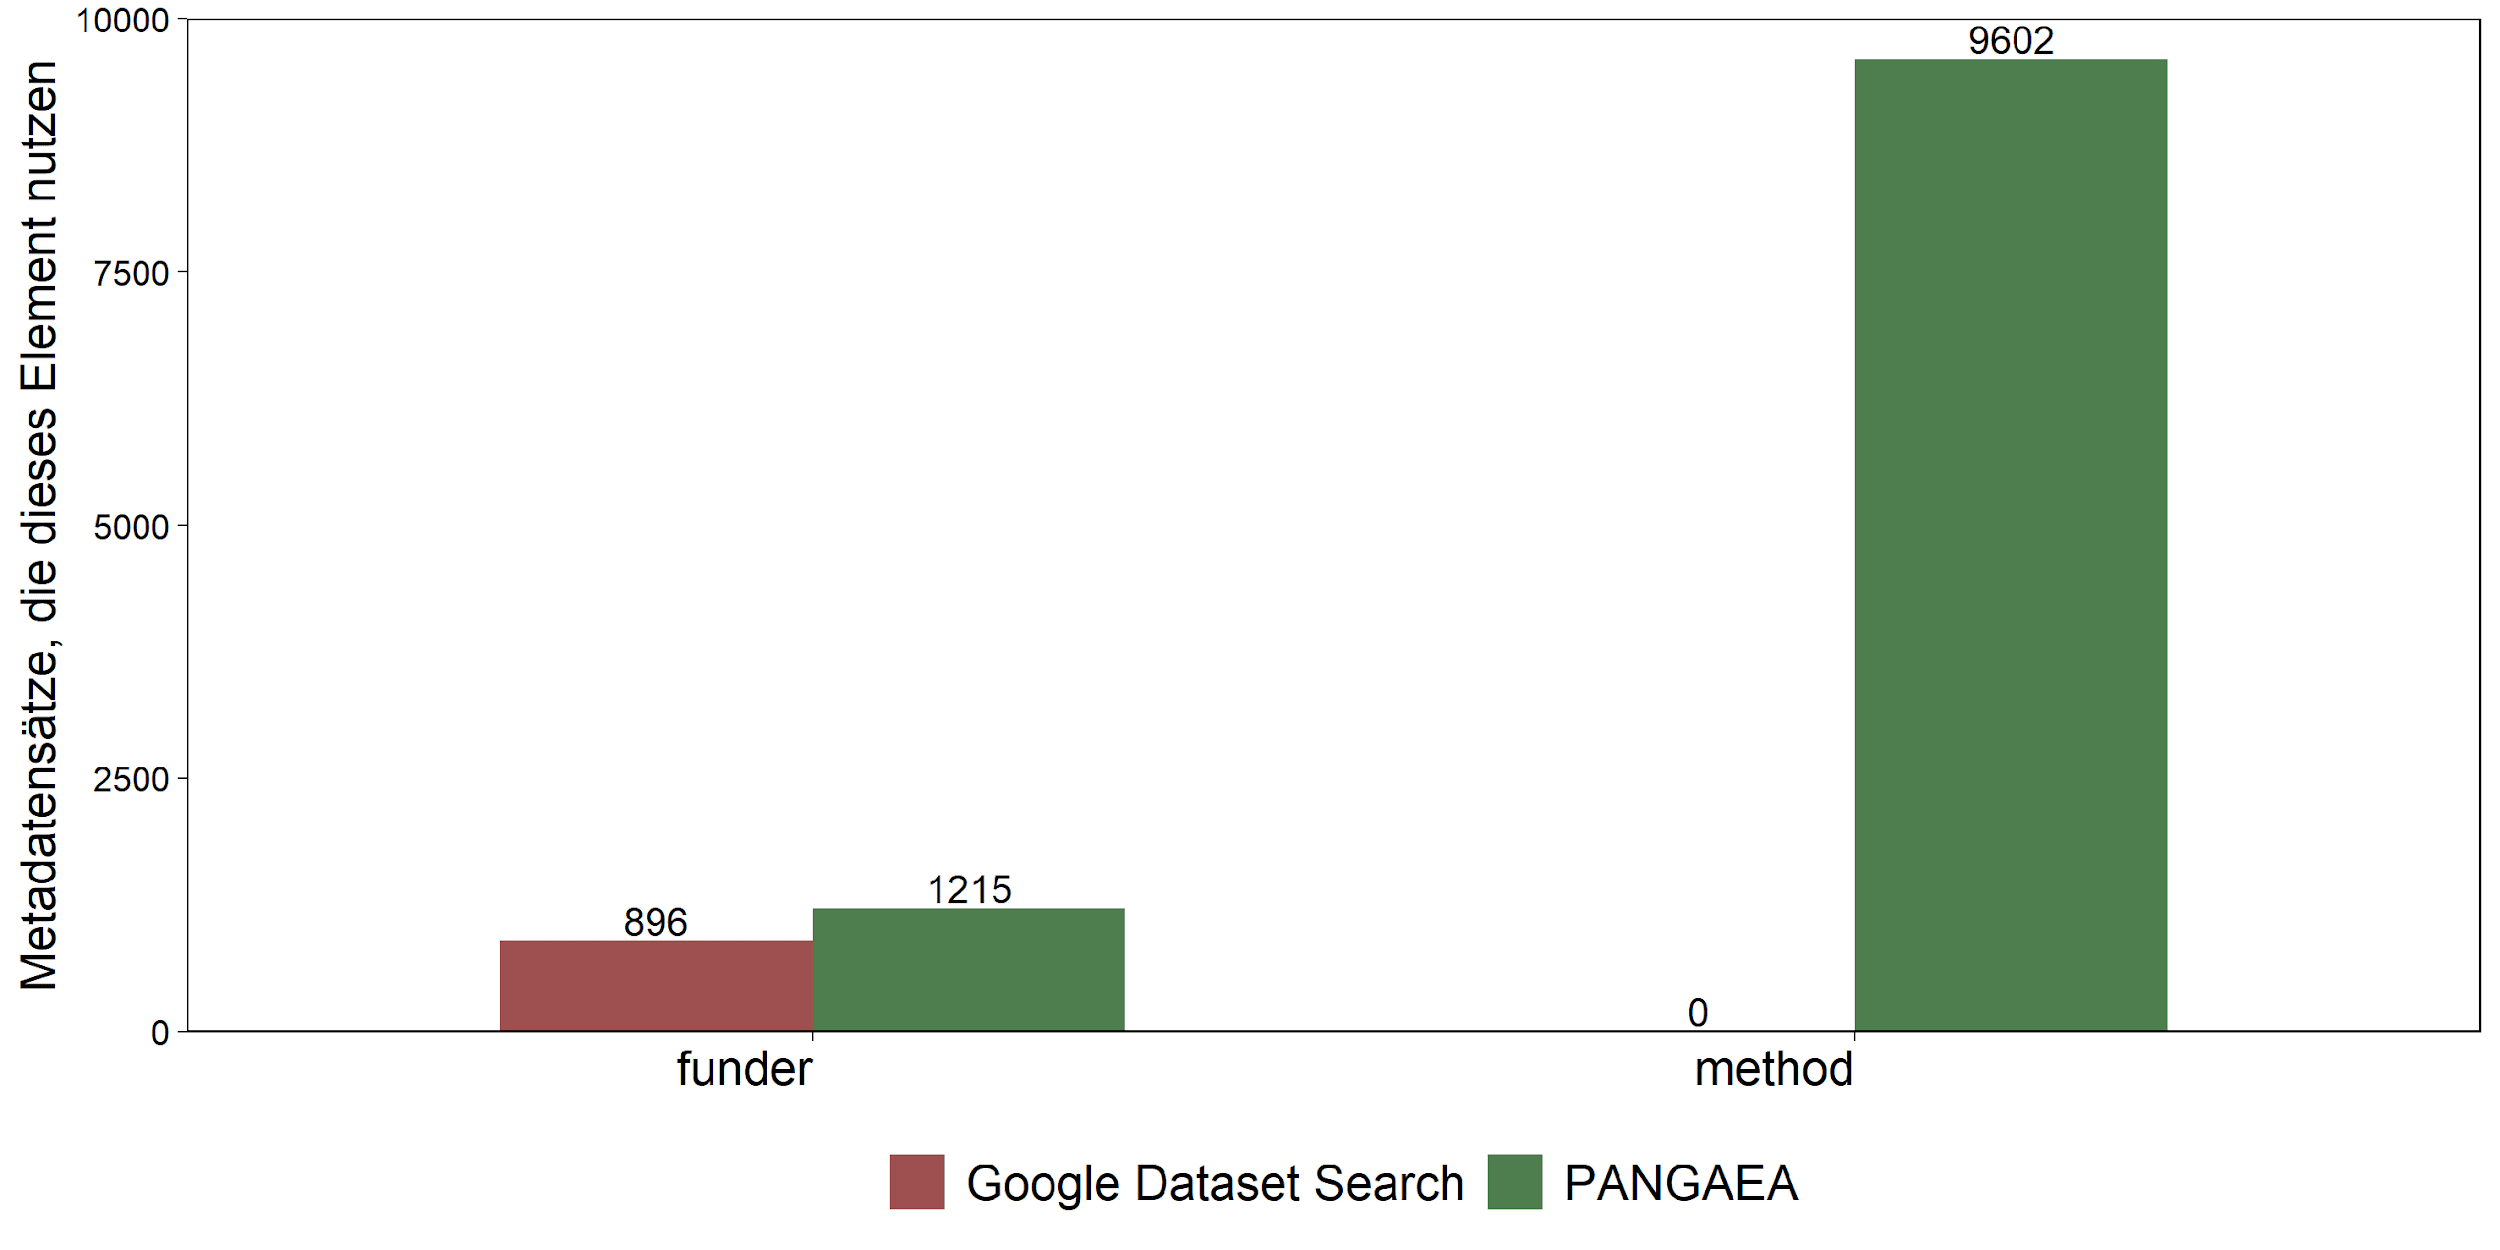 Metadatensätze, die dieses Element nutzen
10000
7500
5000
2500
0
896
1215
0
9602
funder
method
Google Dataset Search
PANGAEA